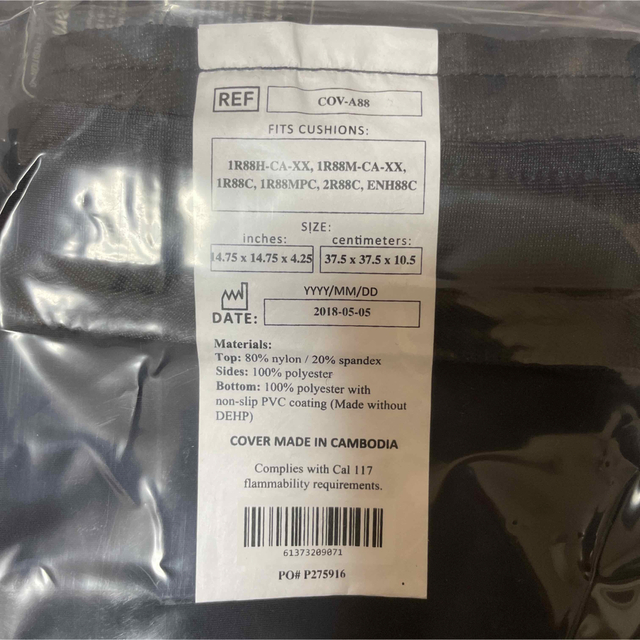 REF COV-A88
FITS CUSHIONS:
1R88H-CA-XX, 1R88M-CA-XX,
1R88C, 1R88MPC, 2R88C, ENH88C
SIZE:
inches: centimeters:
14.75 x 14.75 x 4.25 37.5 x 37.5 x 10.5
YYYY/MM/DD
DATE: 2018-05-05
Materials:
Top: 80% nylon / 20% spandex
Sides: 100% polyester
Bottom: 100% polyester with
non-slip PVC coating (Made without
DEHP)
COVER MADE IN CAMBODIA
Complies with Cal 117
flammability requirements.
61373209071
PO# P275916